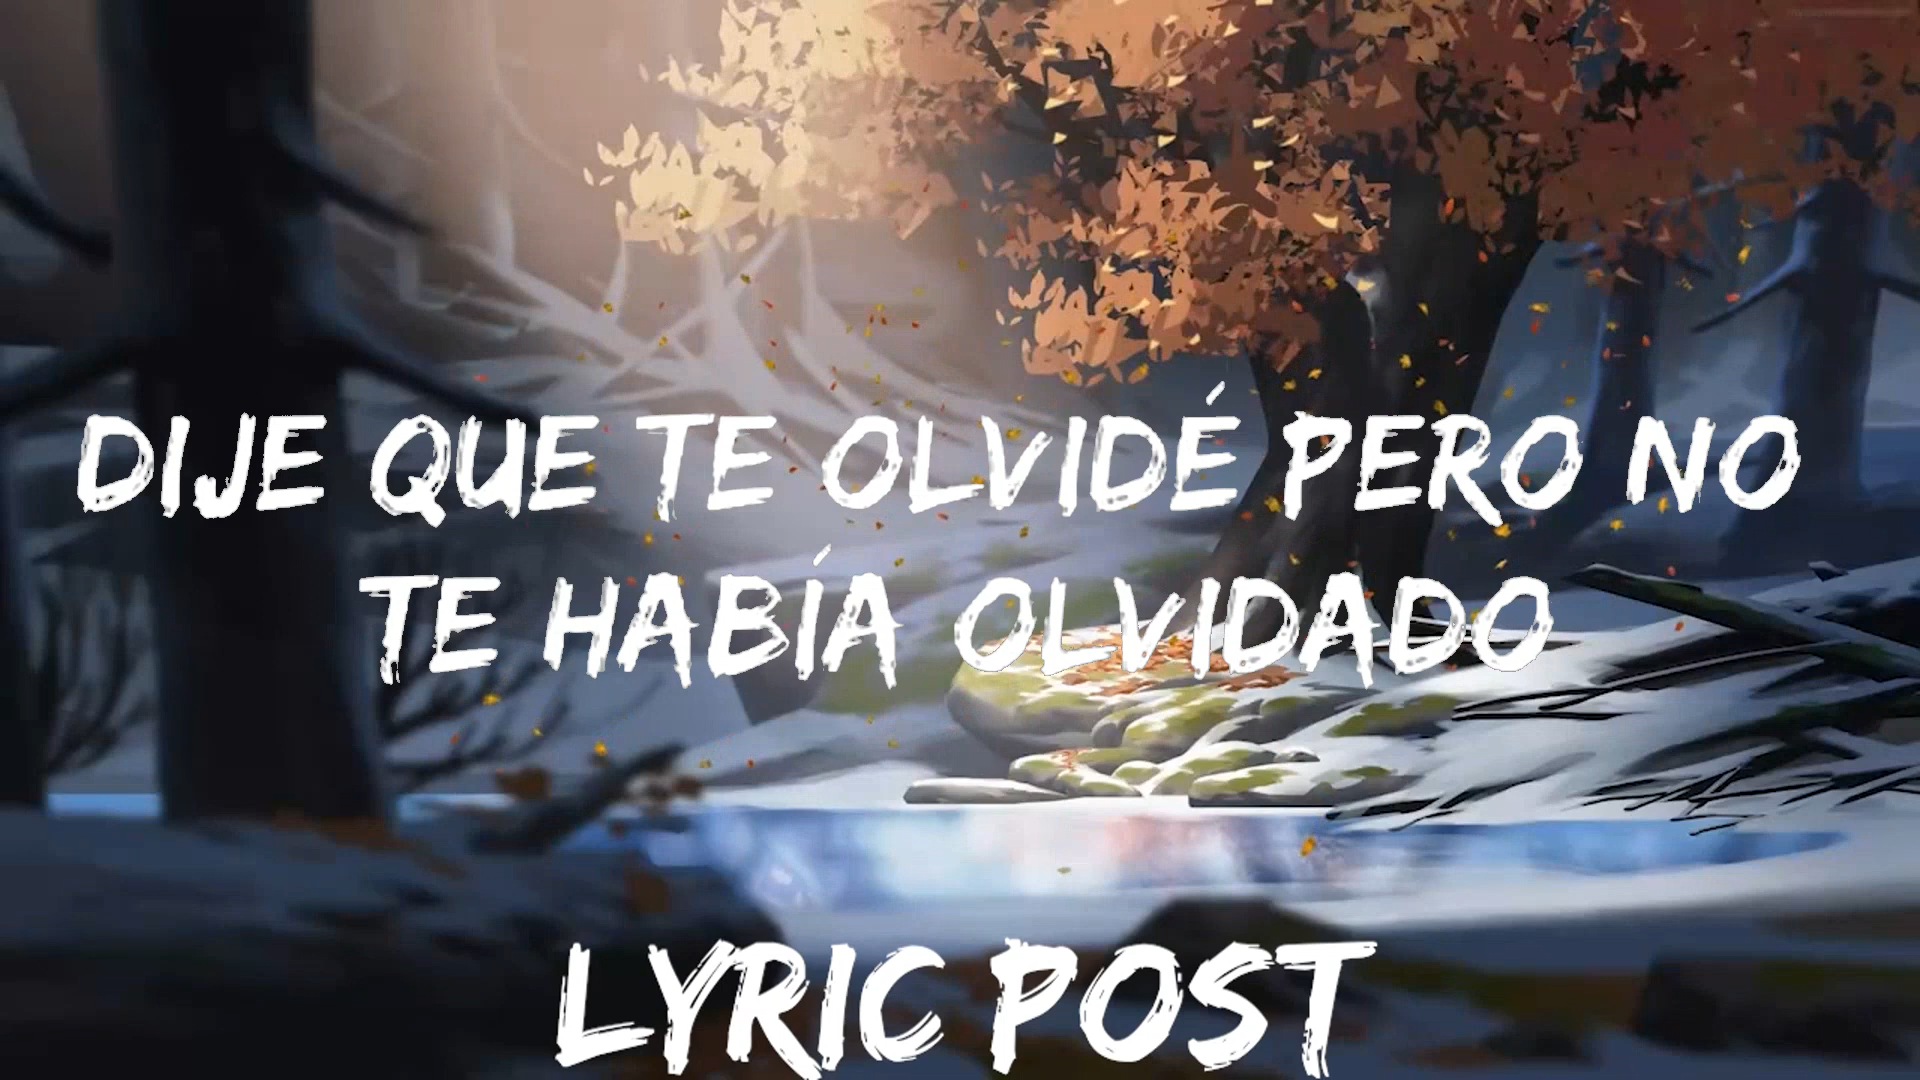 DIJE QUE TE OLVIDÉ PERO NO
TE HABÍA OLVIDADO
LYRIC POST